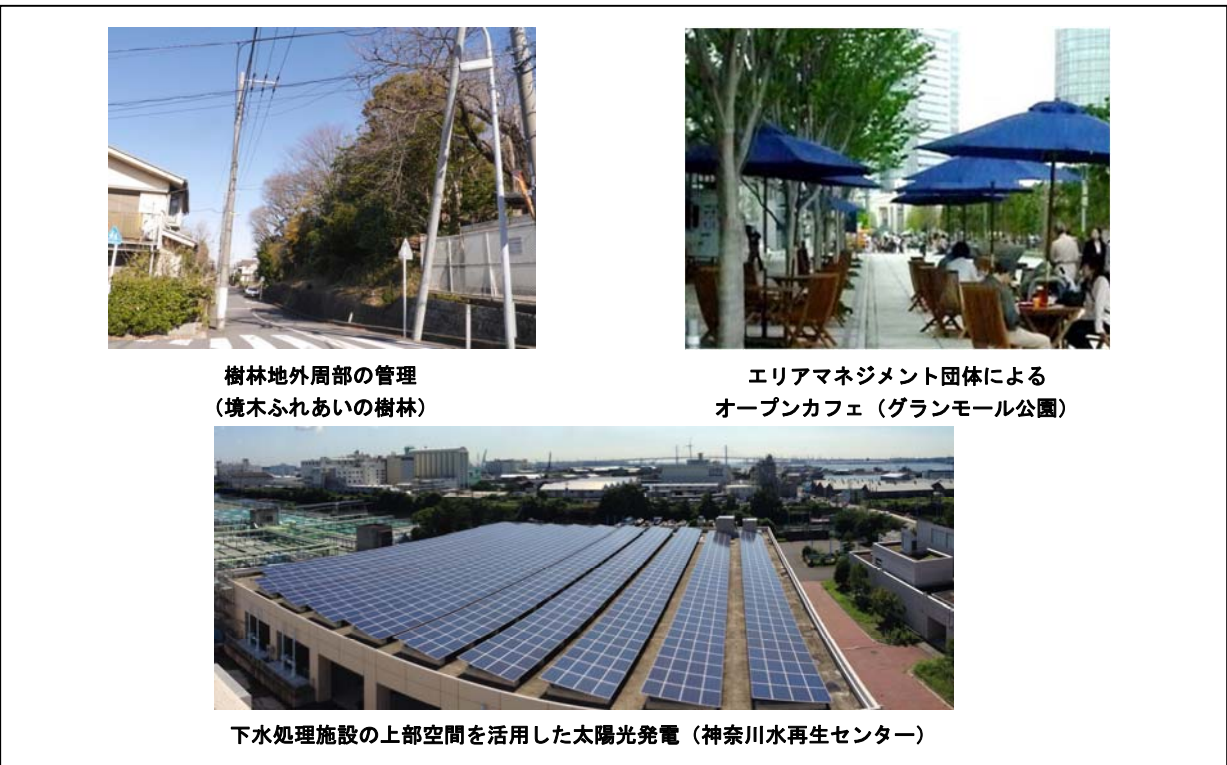 樹林地外周部の管理
（境木ふれあいの樹林）
エリアマネジメント団体による
オープンカフェ（グランモール公園）
下水処理施設の上部空間を活用した太陽光発電（神奈川水再生センター）